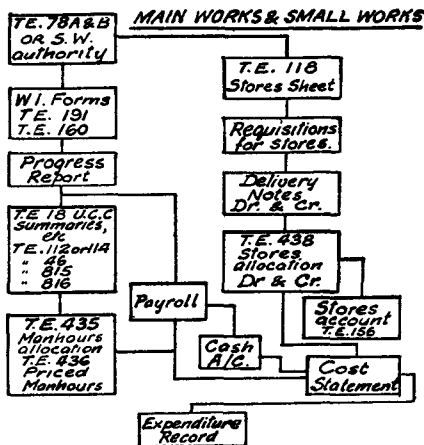 MAIN WORKS & SMALL WORKS
T.E. 78A & B
OR S.W.
authority
W1. Forms
T.E. 191
T.E. 160
Progress
Report
T.E 18 U.C.C
summaries,
etc
T.E. 112 or 114
" 46
" 815
" 816
T.E. 435
Manhours
allocation
T.E. 436
Priced
Manhours
T.E. 118
Stores Sheet
Requisitions
for stores.
Delivery
Notes
Dr. & Cr.
T.E. 438
Stores
allocation
Dr & Cr.
Payroll
Stores
account
T.E. 156
Cash
A/C.
Cost
Statement
Expenditure
Record